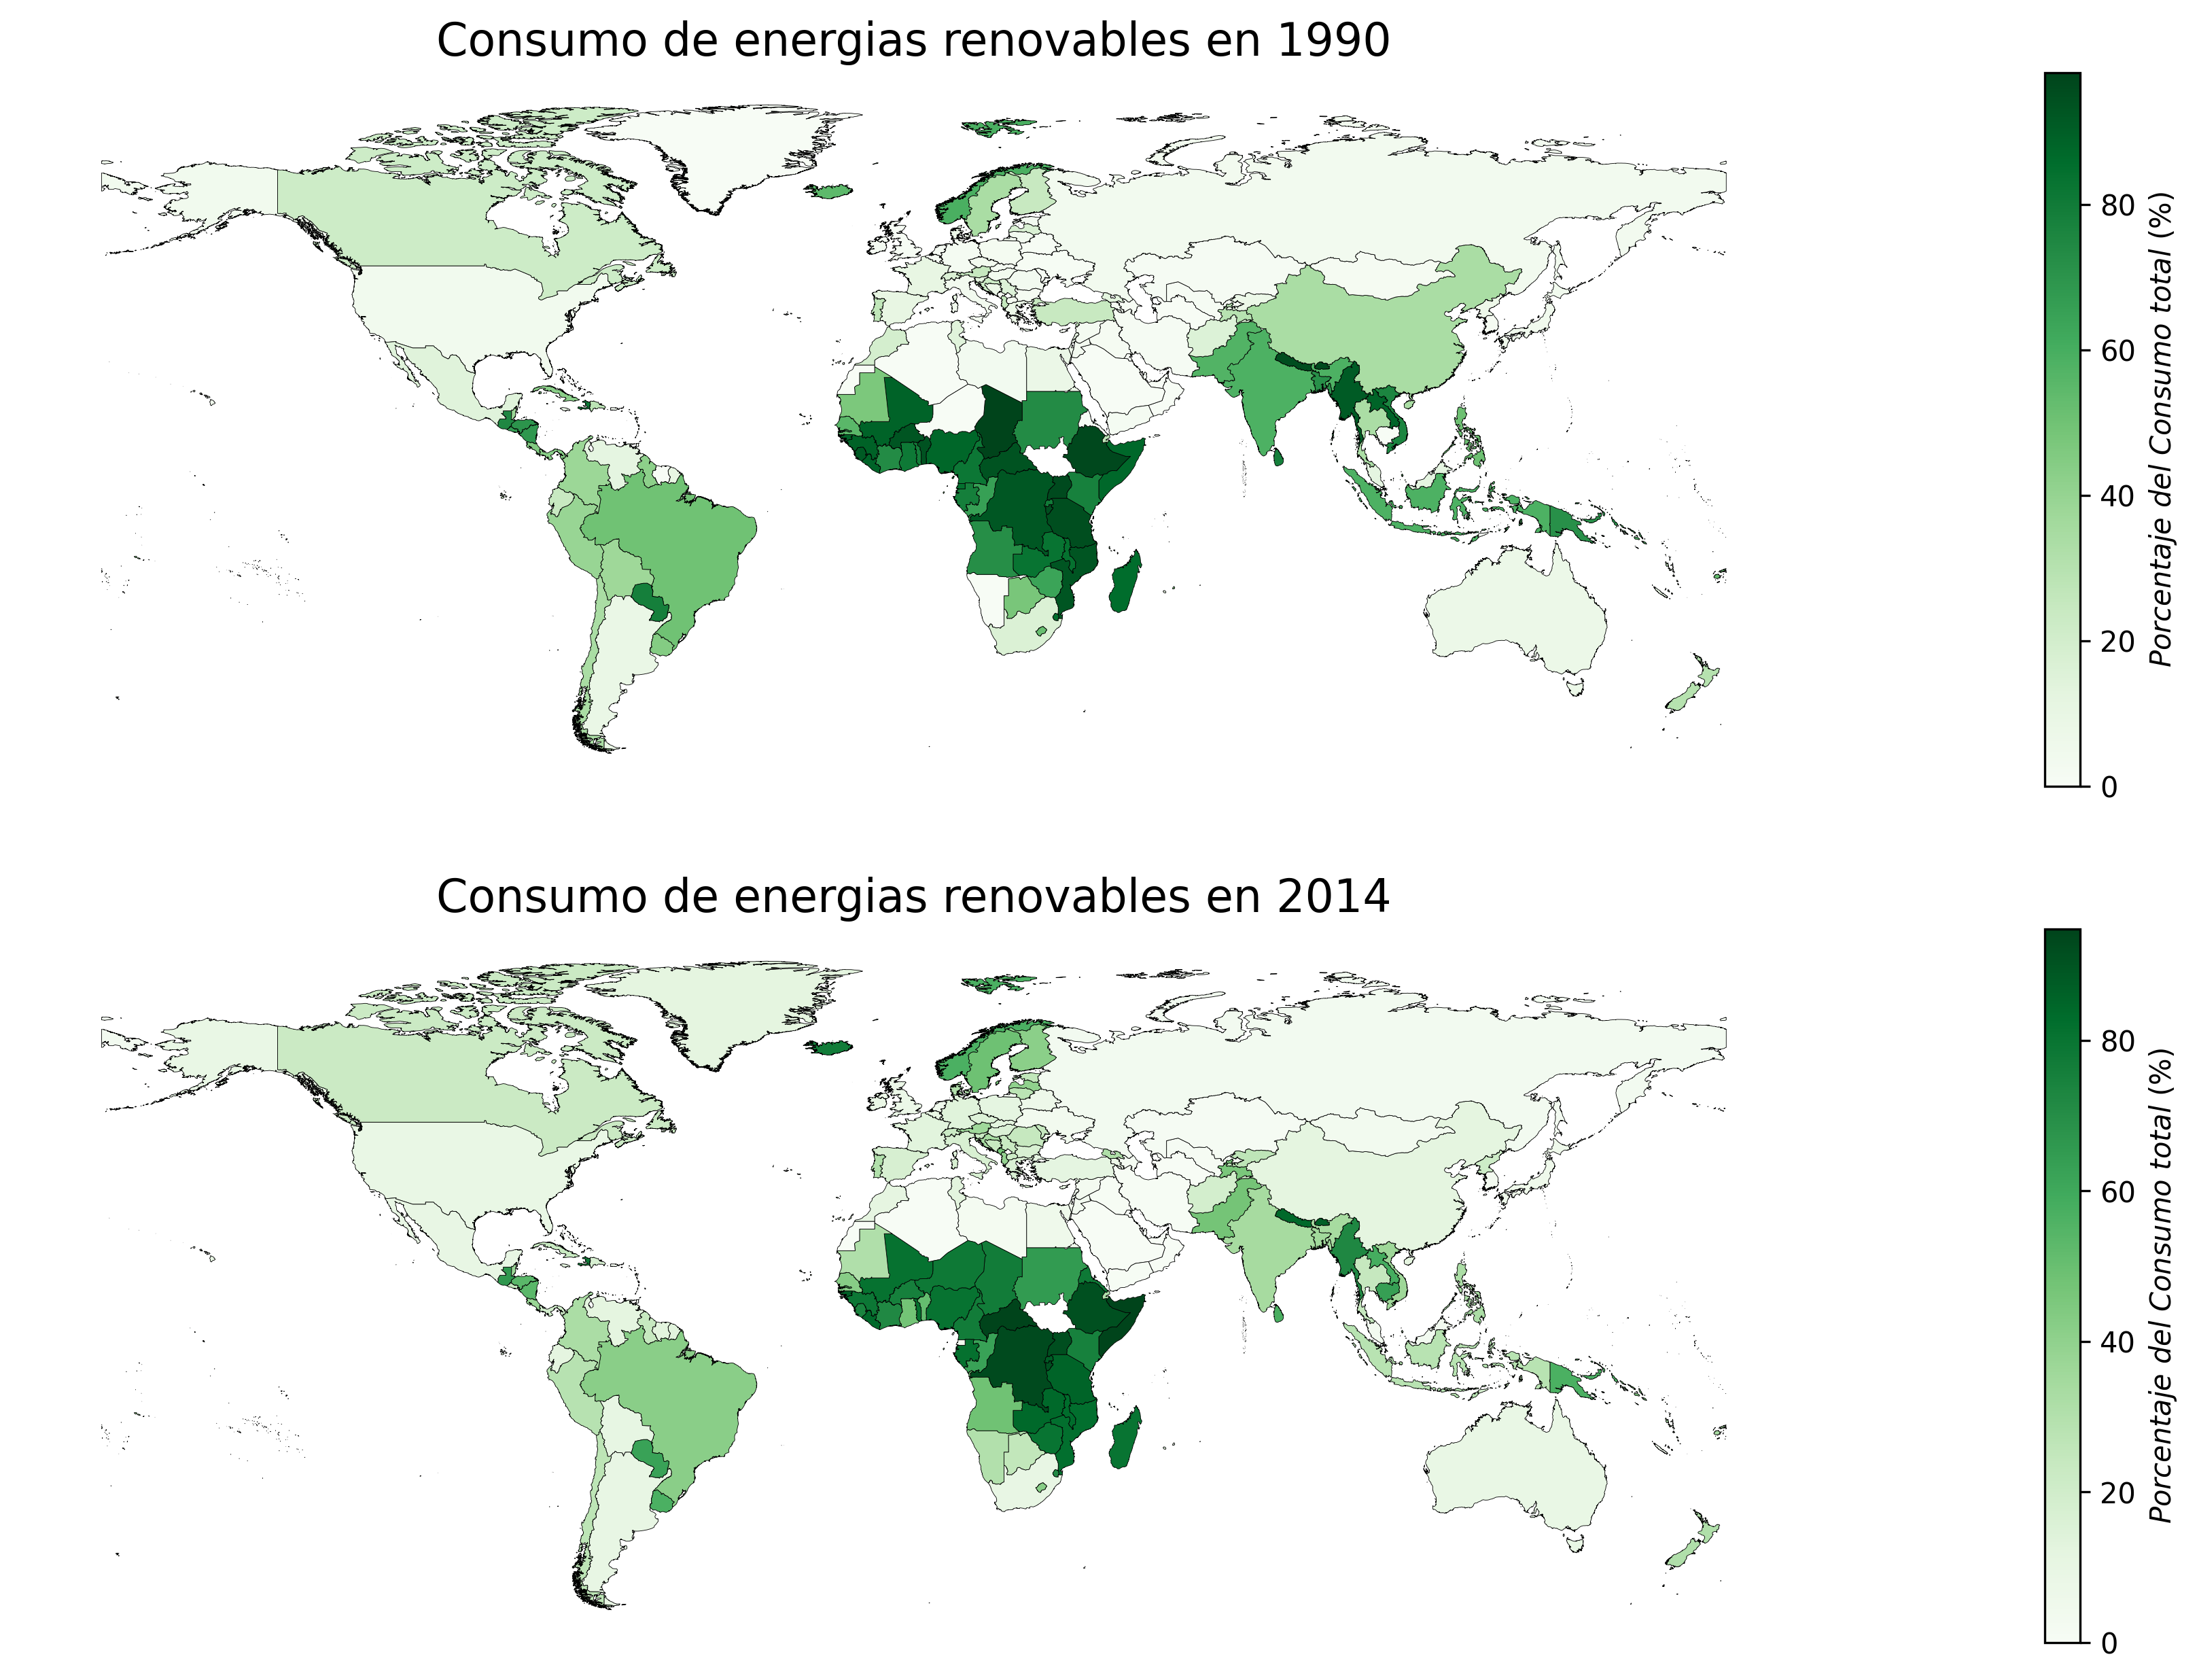 Consumo de energias renovables en 1990
80
60
40
20
0
Porcentaje del Consumo total (%)
Consumo de energias renovables en 2014
80
60
40
20
0
Porcentaje del Consumo total (%)